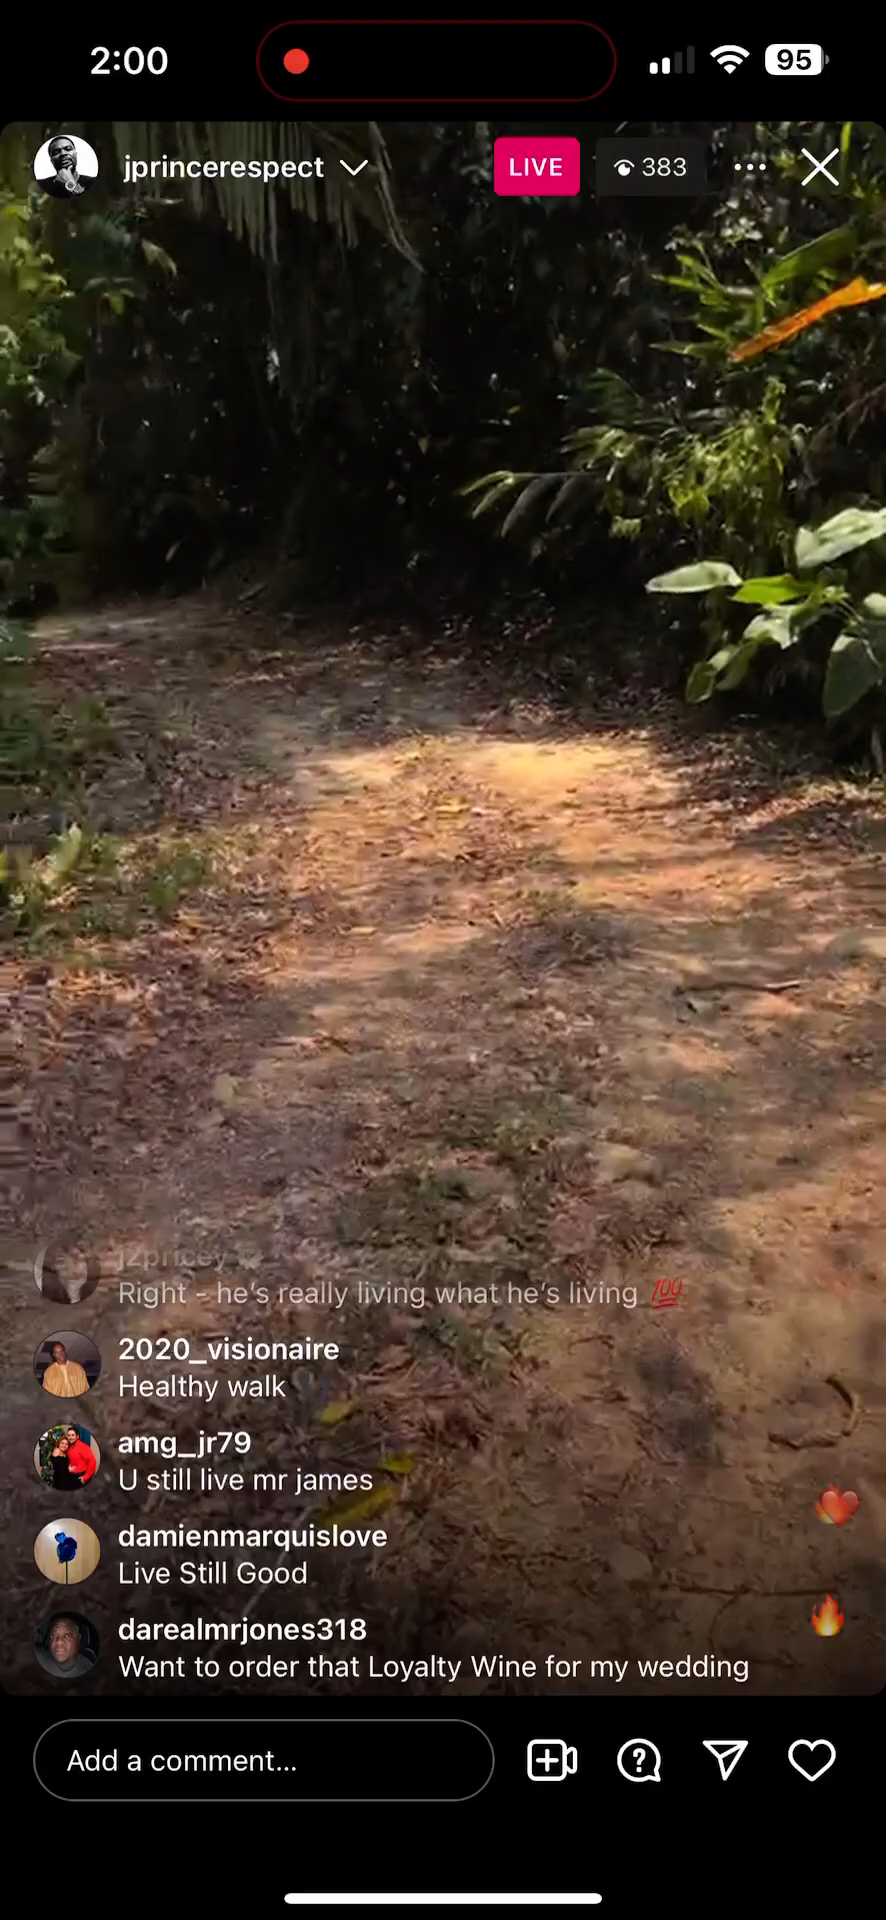 2:00
95
jprincerespect
LIVE
383
jzpricey
Right - he's really living what he's living 💯
2020_visionaire
Healthy walk
amg_jr79
U still live mr james
damienmarquislove
Live Still Good
darealmrjones318
Want to order that Loyalty Wine for my wedding
Add a comment...